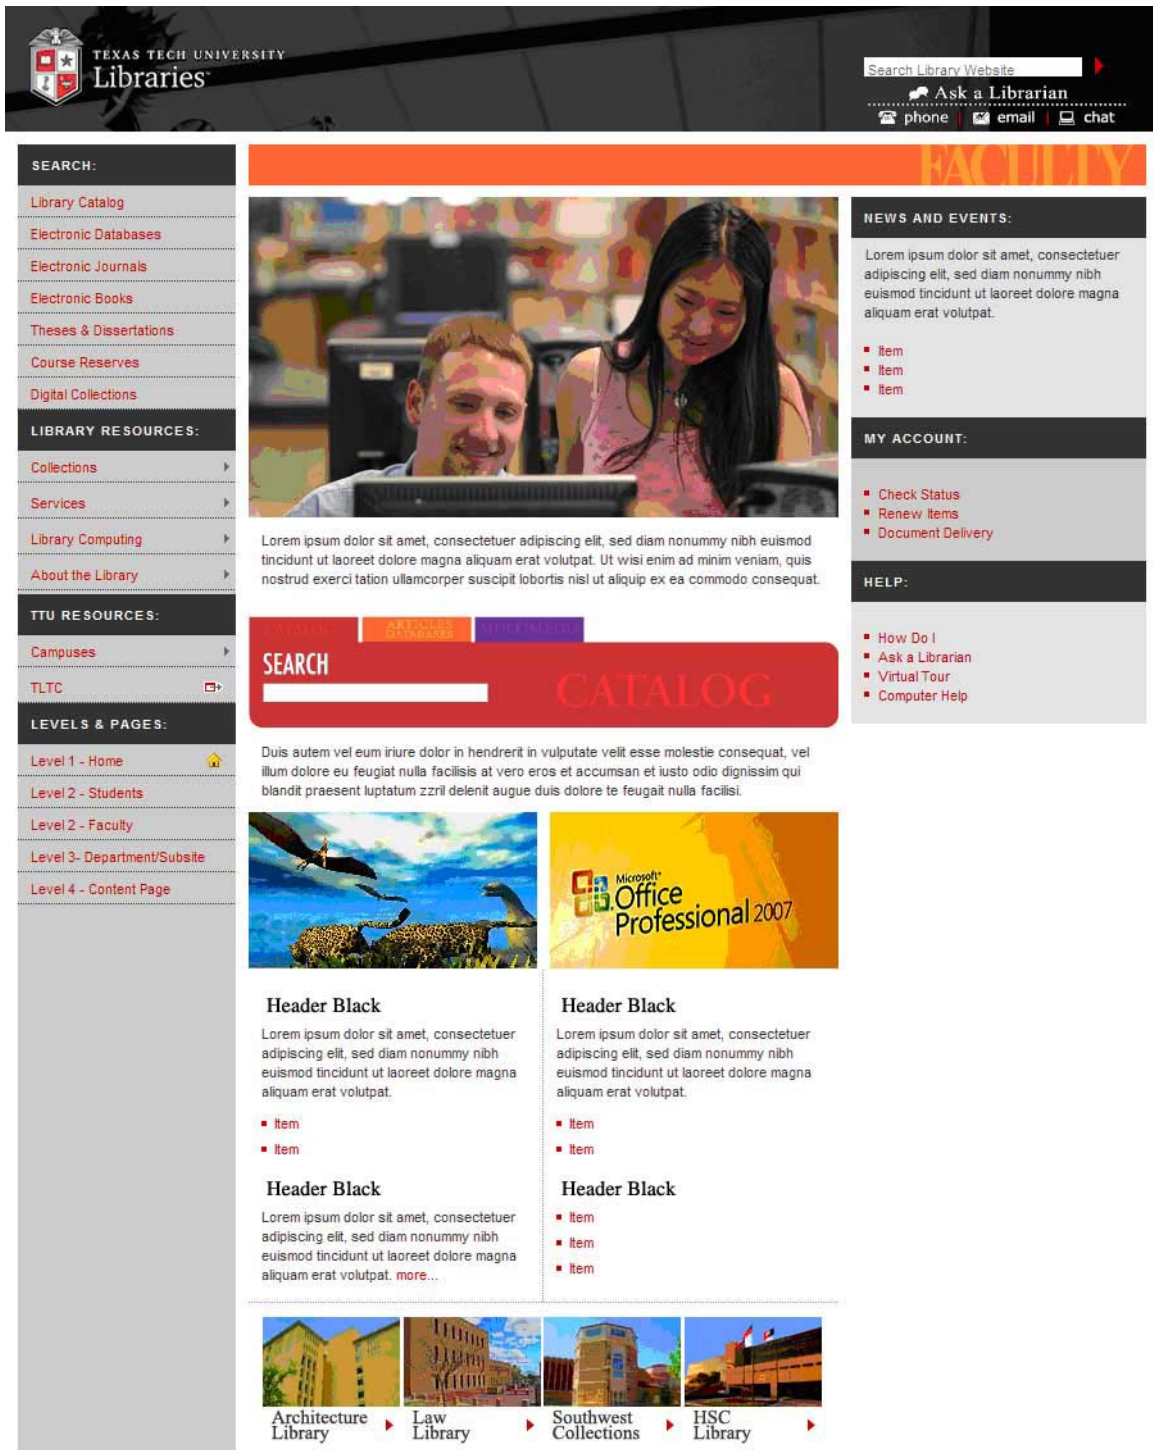 TEXAS TECH UNIVERSITY
Libraries™
Search Library Website
Ask a Librarian
phone | email | chat
SEARCH:
Library Catalog
Electronic Databases
Electronic Journals
Electronic Books
Theses & Dissertations
Course Reserves
Digital Collections
LIBRARY RESOURCES:
Collections
Services
Library Computing
About the Library
TTU RESOURCES:
Campuses
TLTC
LEVELS & PAGES:
Level 1 - Home
Level 2 - Students
Level 2 - Faculty
Level 3- Department/Subsite
Level 4 - Content Page
FACULTY
Lorem ipsum dolor sit amet, consectetuer adipiscing elit, sed diam nonummy nibh euismod
tincidunt ut laoreet dolore magna aliquam erat volutpat. Ut wisi enim ad minim veniam, quis
nostrud exerci tation ullamcorper suscipit lobortis nisl ut aliquip ex ea commodo consequat.
CATALOG
ARTICLES
DATABASES
MULTIMEDIA
SEARCH
CATALOG
Duis autem vel eum iriure dolor in hendrerit in vulputate velit esse molestie consequat, vel
illum dolore eu feugiat nulla facilisis at vero eros et accumsan et iusto odio dignissim qui
blandit praesent luptatum zzril delenit augue duis dolore te feugait nulla facilisi.
Microsoft
Office
Professional 2007
Header Black
Lorem ipsum dolor sit amet, consectetuer
adipiscing elit, sed diam nonummy nibh
euismod tincidunt ut laoreet dolore magna
aliquam erat volutpat.
Item
Item
Header Black
Lorem ipsum dolor sit amet, consectetuer
adipiscing elit, sed diam nonummy nibh
euismod tincidunt ut laoreet dolore magna
aliquam erat volutpat. more...
Header Black
Lorem ipsum dolor sit amet, consectetuer
adipiscing elit, sed diam nonummy nibh
euismod tincidunt ut laoreet dolore magna
aliquam erat volutpat.
Item
Item
Header Black
Item
Item
Item
Architecture
Library
Law
Library
Southwest
Collections
HSC
Library
NEWS AND EVENTS:
Lorem ipsum dolor sit amet, consectetuer
adipiscing elit, sed diam nonummy nibh
euismod tincidunt ut laoreet dolore magna
aliquam erat volutpat.
Item
Item
Item
MY ACCOUNT:
Check Status
Renew Items
Document Delivery
HELP:
How Do I
Ask a Librarian
Virtual Tour
Computer Help